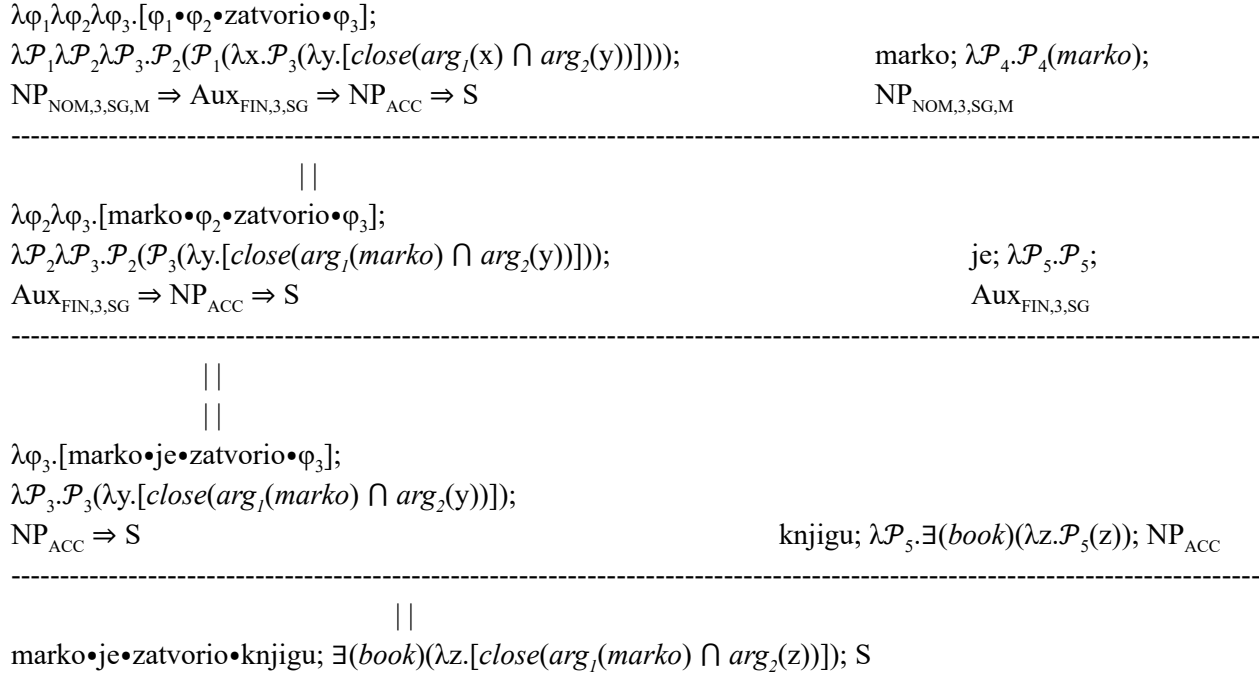 λφ₁λφ₂λφ₃.[φ₁•φ₂•zatvorio•φ₃];
λ𝒫₁λ𝒫₂λ𝒫₃.𝒫₂(𝒫₁(λx.𝒫₃(λy.[close(arg₁(x) ⋂ arg₂(y))]))); marko; λ𝒫₄.𝒫₄(marko);
NP_NOM,3,SG,M ⇒ Aux_FIN,3,SG ⇒ NP_ACC ⇒ S NP_NOM,3,SG,M
||
λφ₂λφ₃.[marko•φ₂•zatvorio•φ₃];
λ𝒫₂λ𝒫₃.𝒫₂(𝒫₃(λy.[close(arg₁(marko) ⋂ arg₂(y))])); je; λ𝒫₅.𝒫₅;
Aux_FIN,3,SG ⇒ NP_ACC ⇒ S Aux_FIN,3,SG
||
||
λφ₃.[marko•je•zatvorio•φ₃];
λ𝒫₃.𝒫₃(λy.[close(arg₁(marko) ⋂ arg₂(y))]);
NP_ACC ⇒ S knjigu; λ𝒫₅.∃(book)(λz.𝒫₅(z)); NP_ACC
||
marko•je•zatvorio•knjigu; ∃(book)(λz.[close(arg₁(marko) ⋂ arg₂(z))]); S